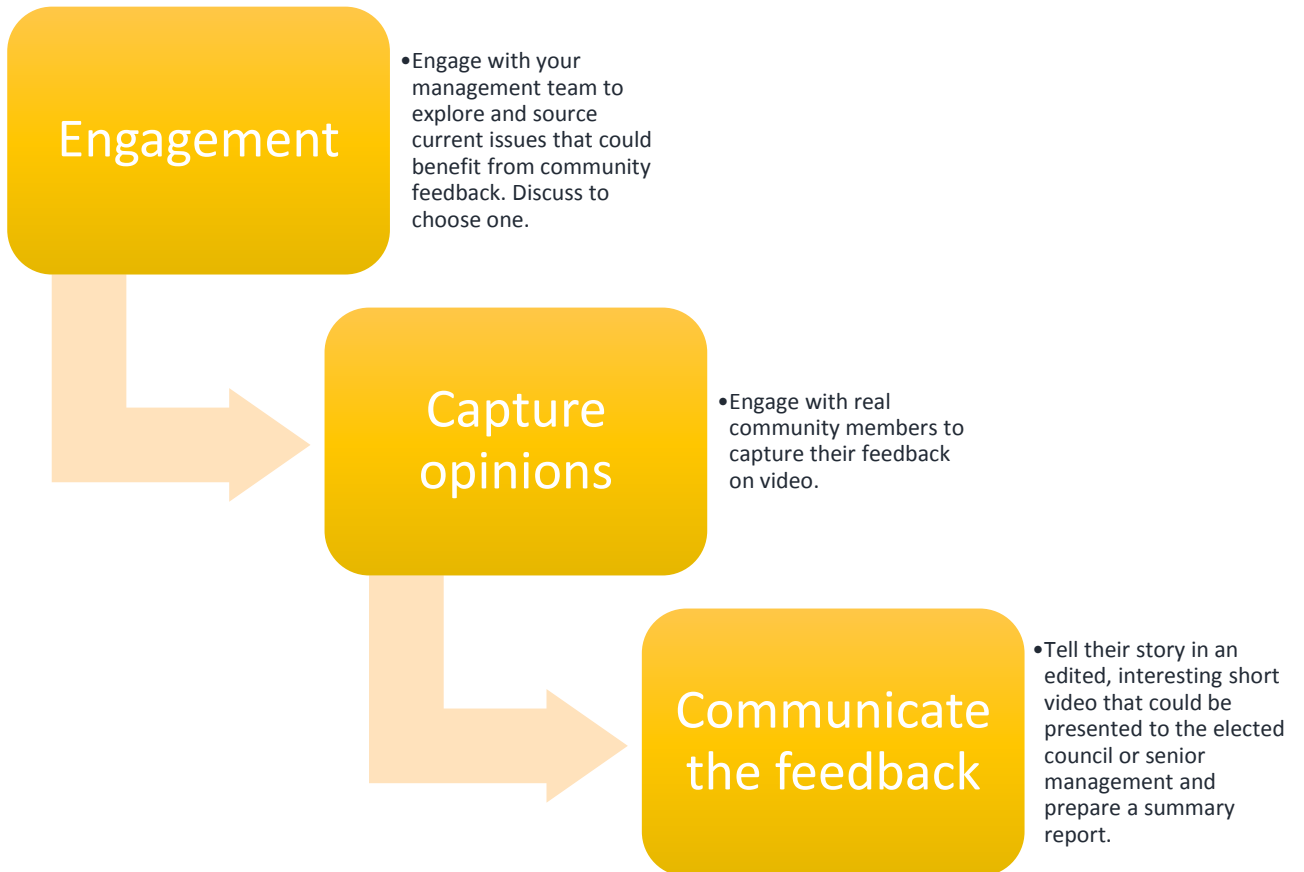 Engagement
•Engage with your
management team to
explore and source
current issues that could
benefit from community
feedback. Discuss to
choose one.
Capture
opinions
•Engage with real
community members to
capture their feedback
on video.
Communicate
the feedback
•Tell their story in an
edited, interesting short
video that could be
presented to the elected
council or senior
management and
prepare a summary
report.